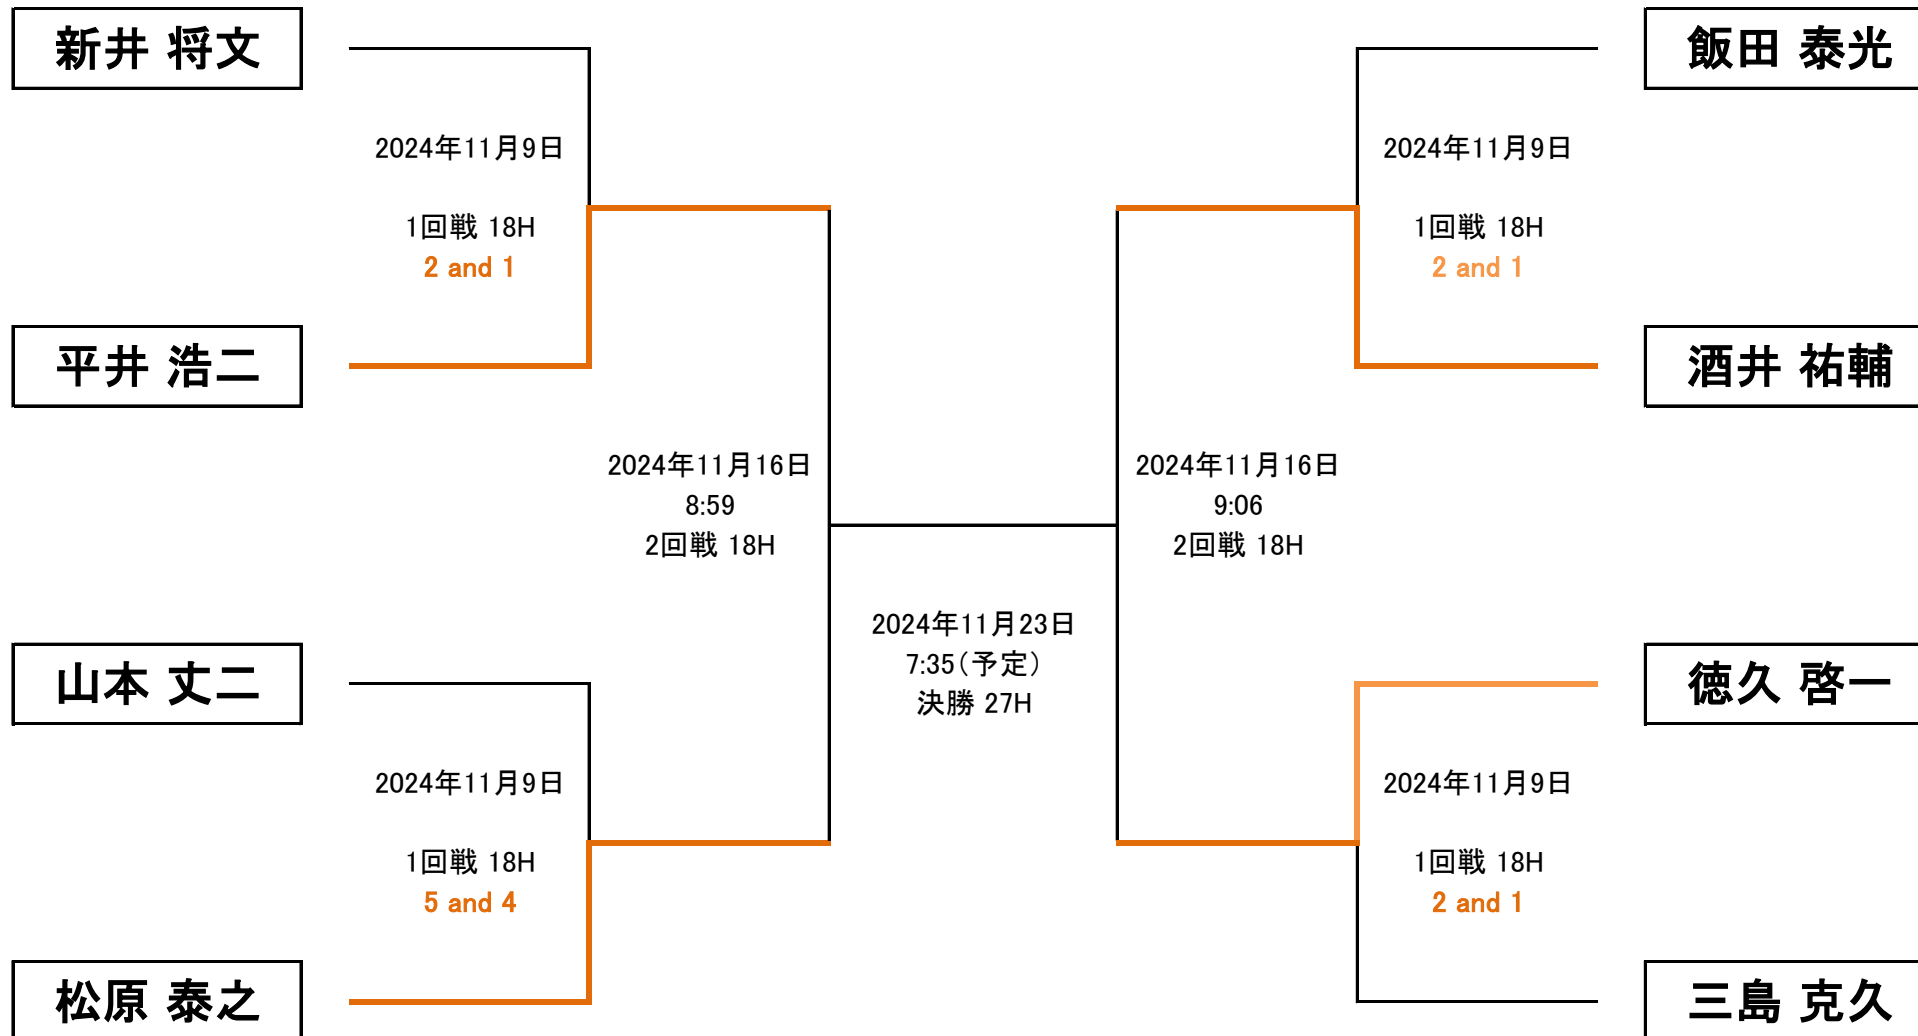 新井 将文
2024年11月9日
1回戦 18H
2 and 1
平井 浩二
2024年11月16日
8:59
2回戦 18H
山本 丈二
2024年11月9日
1回戦 18H
5 and 4
松原 泰之
2024年11月23日
7:35(予定)
決勝 27H
飯田 泰光
2024年11月9日
1回戦 18H
2 and 1
酒井 祐輔
2024年11月16日
9:06
2回戦 18H
徳久 啓一
2024年11月9日
1回戦 18H
2 and 1
三島 克久